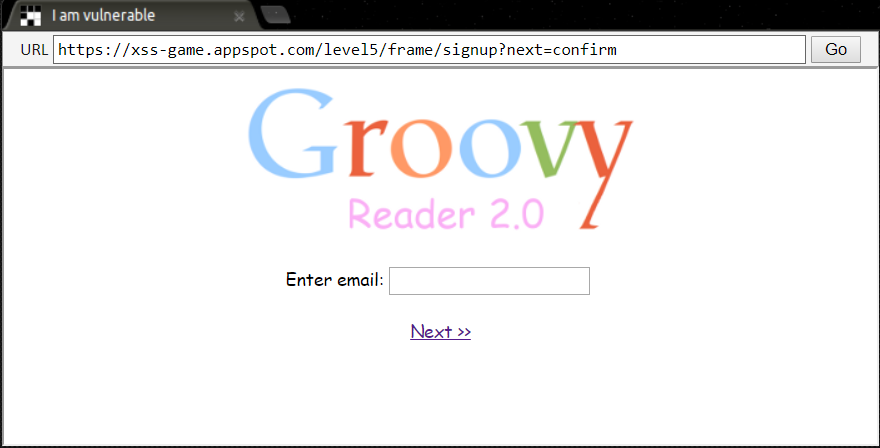 I am vulnerable
URL https://xss-game.appspot.com/level5/frame/signup?next=confirm Go
Groovy
Reader 2.0
Enter email:
Next >>